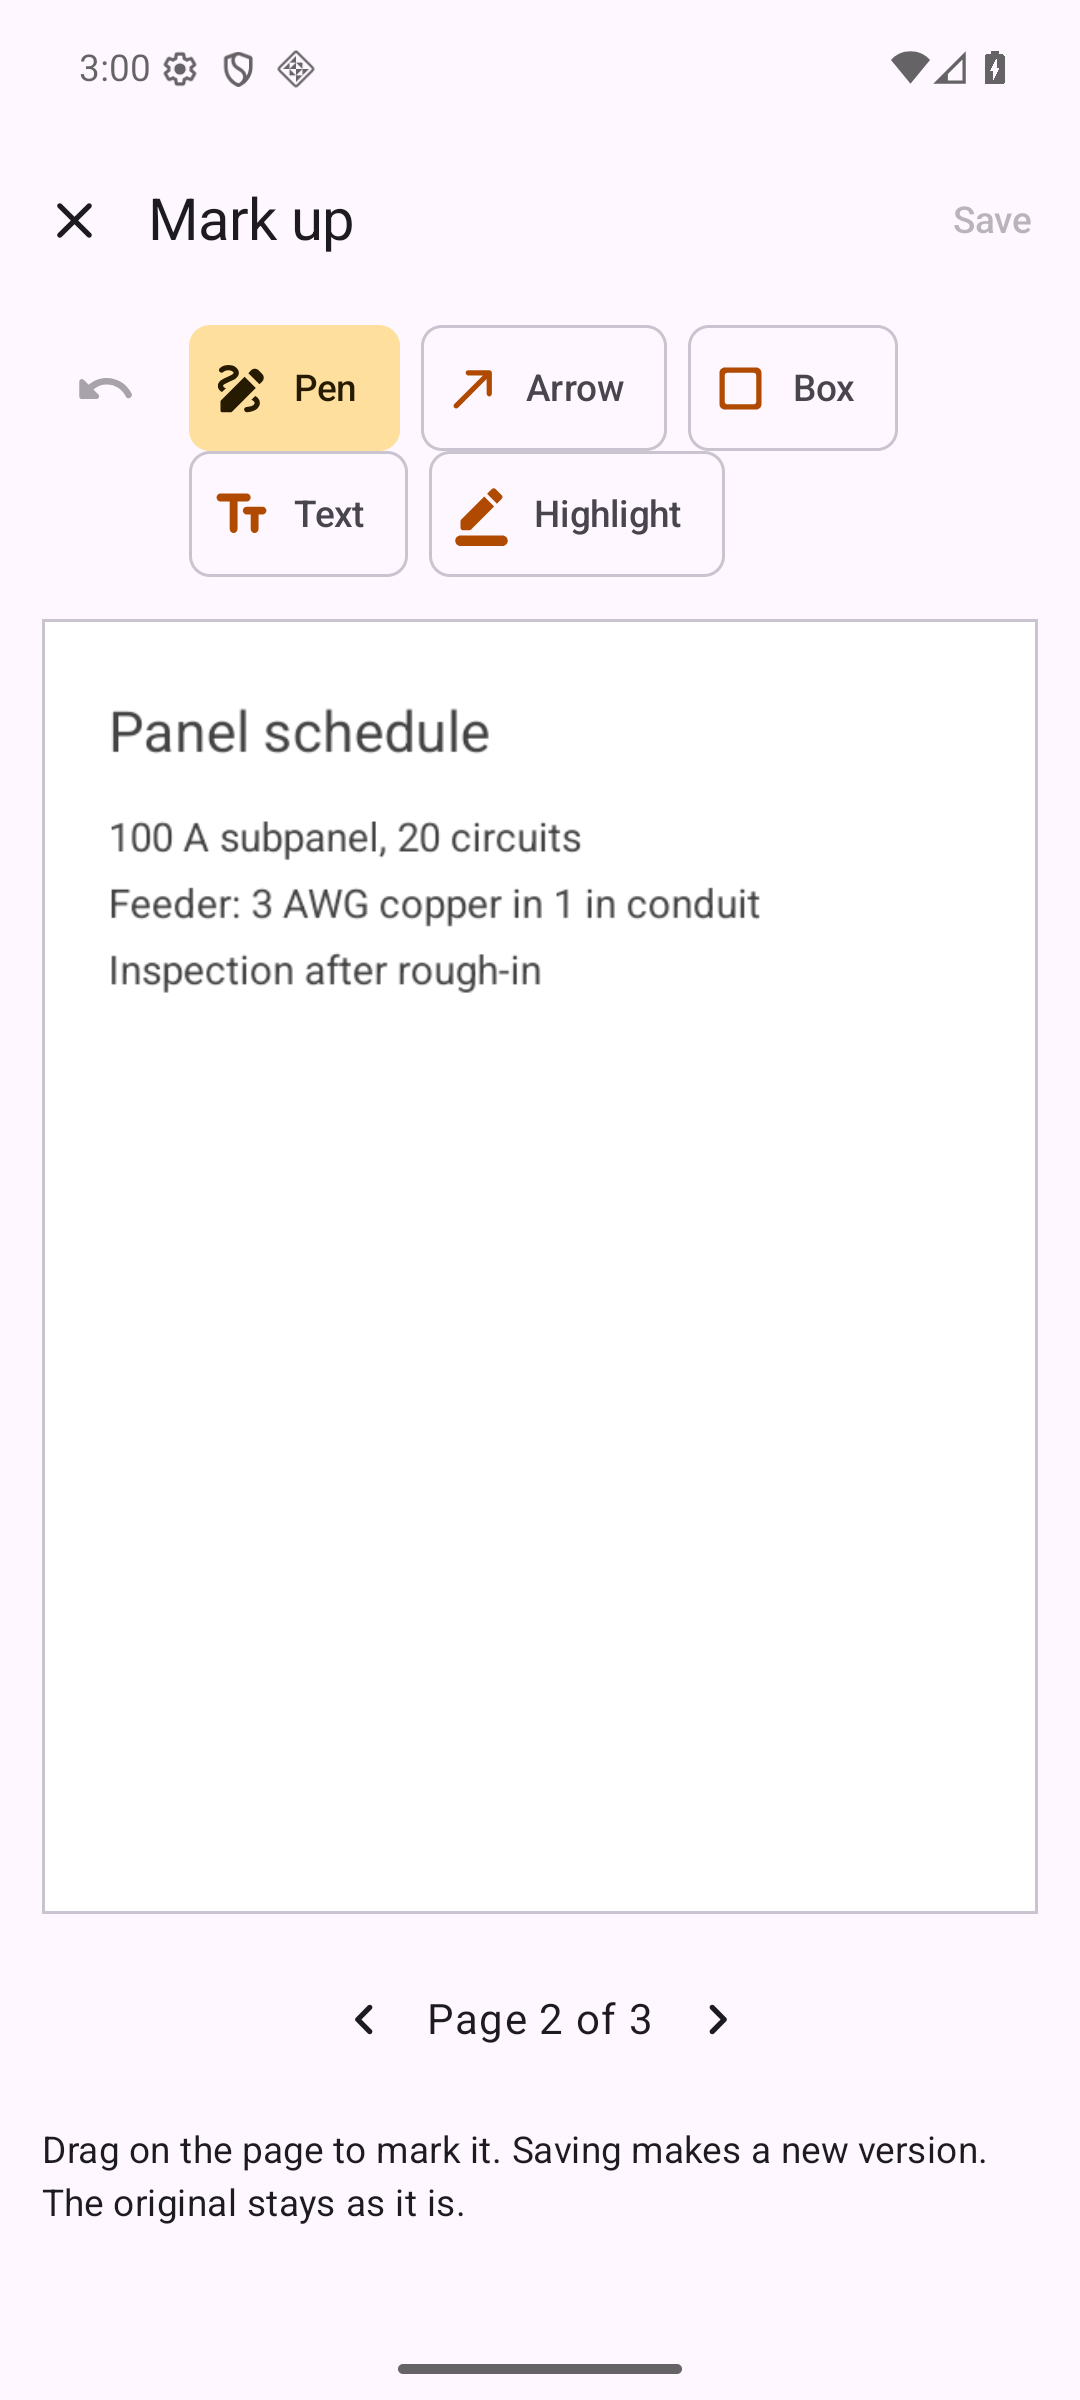 3:00
Mark up
Save
Pen
Arrow
Box
Text
Highlight
Panel schedule
100 A subpanel, 20 circuits
Feeder: 3 AWG copper in 1 in conduit
Inspection after rough-in
Page 2 of 3
Drag on the page to mark it. Saving makes a new version.
The original stays as it is.